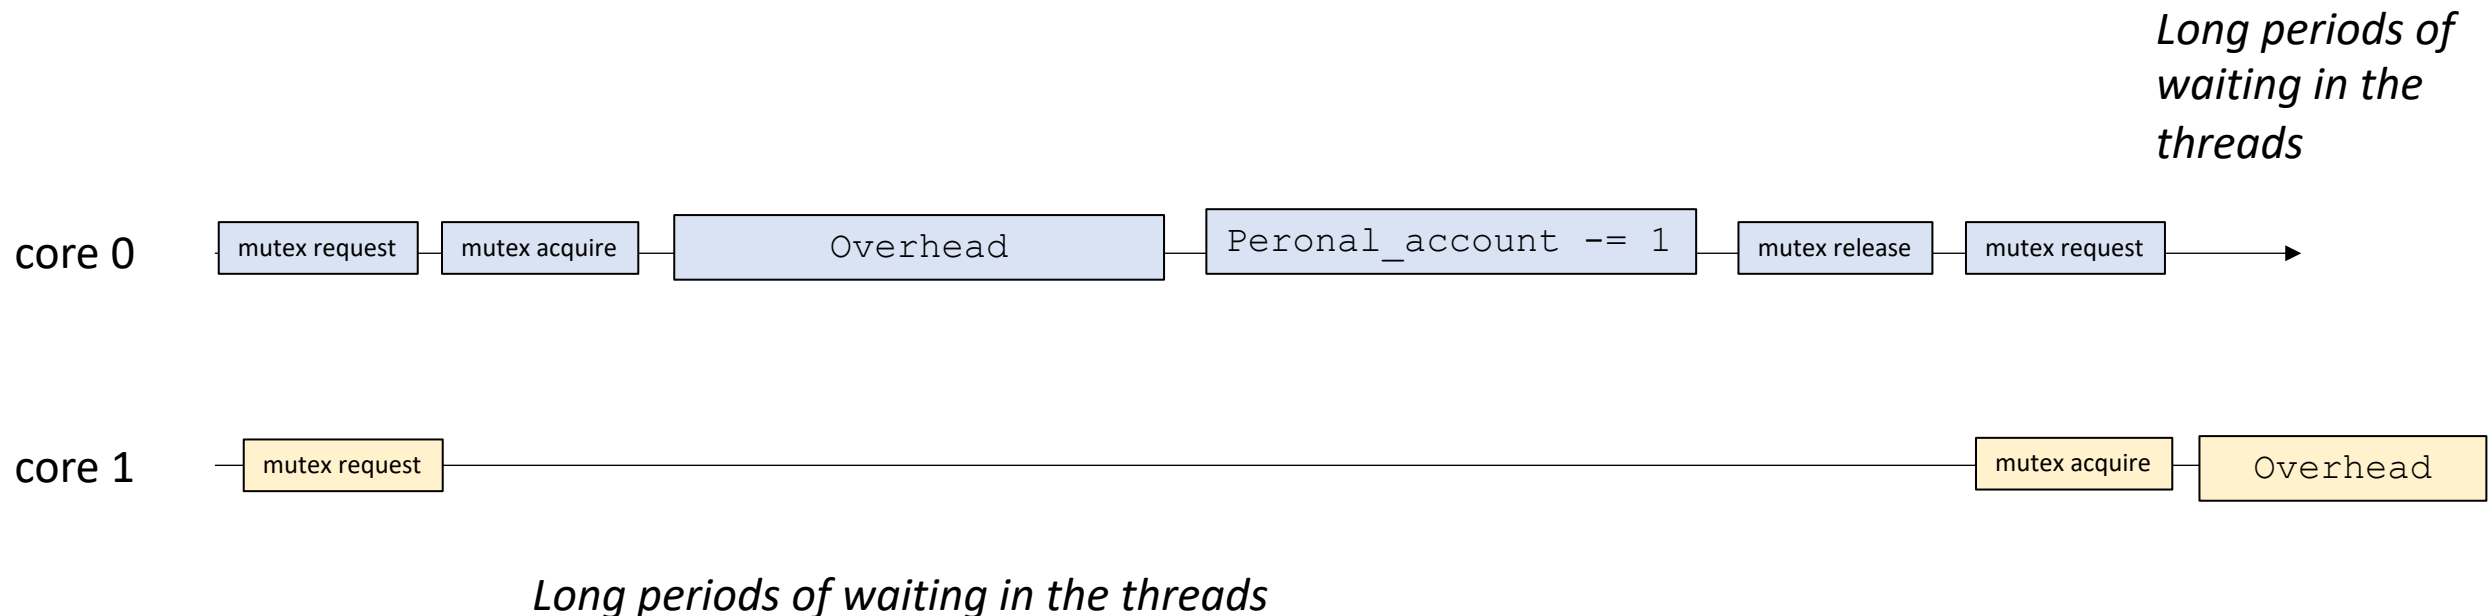 Long periods of
waiting in the
threads
core 0
mutex request
mutex acquire
Overhead
Peronal_account -= 1
mutex release
mutex request
core 1
mutex request
mutex acquire
Overhead
Long periods of waiting in the threads